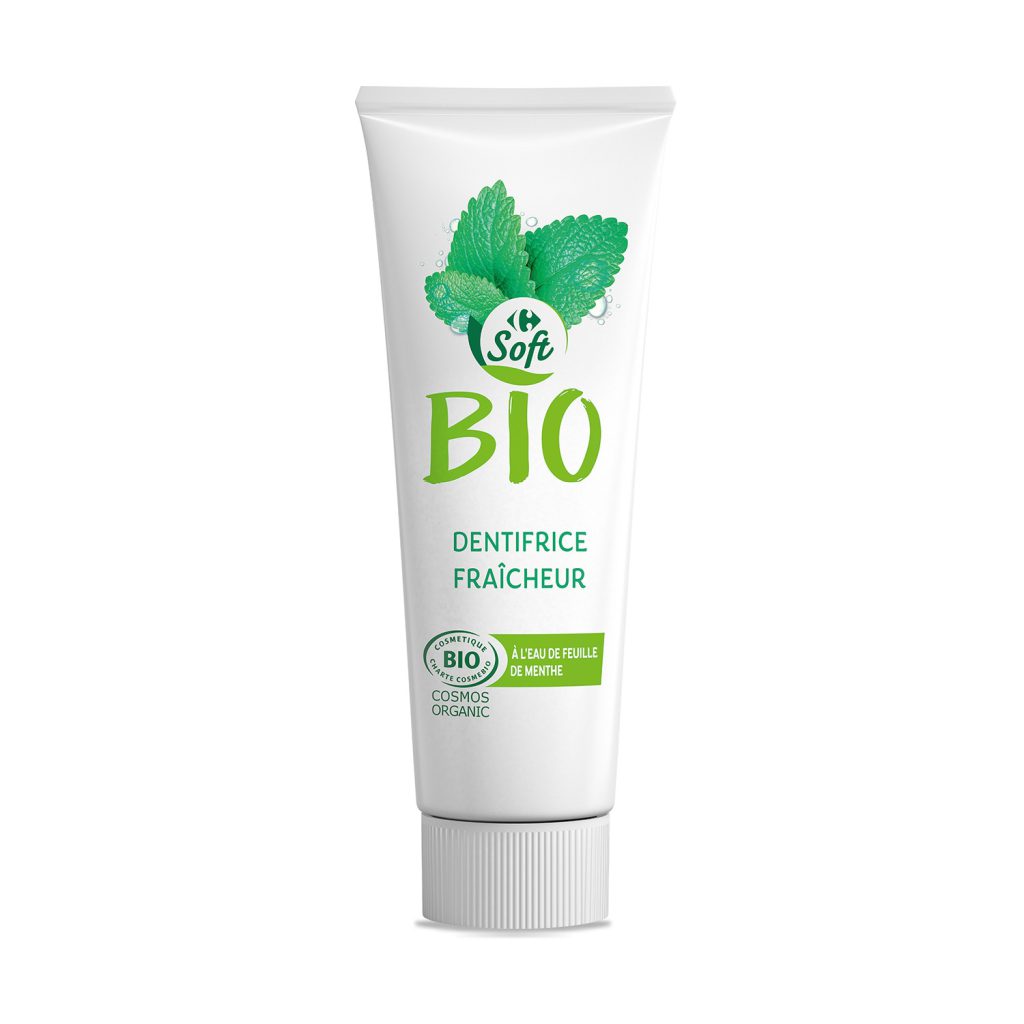 Soft
BIO
DENTIFRICE
FRAÎCHEUR
COSMETIQUE
BIO
CHARTE COSMEBIO
À L'EAU DE FEUILLE
DE MENTHE
COSMOS
ORGANIC